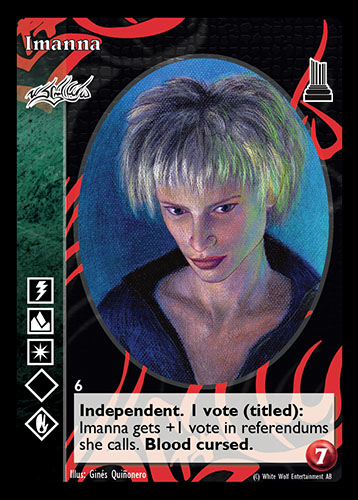 Imanna
6
Independent. 1 vote (titled):
Imanna gets +1 vote in referendums
she calls. Blood cursed.
7
Illus: Ginés Quiñonero
(C) White Wolf Entertainment AB